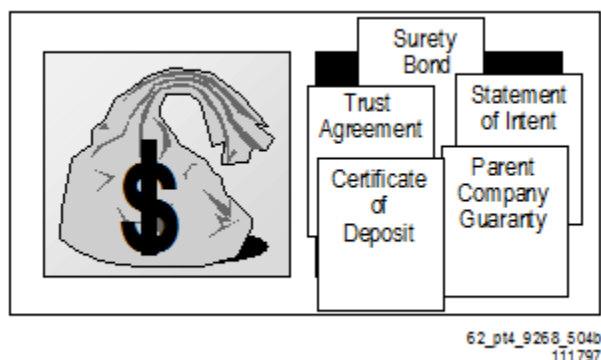 Surety
Bond
Trust
Agreement
Statement
of Intent
Certificate
of
Deposit
Parent
Company
Guaranty
$
62_pt4_9268_504b
111797